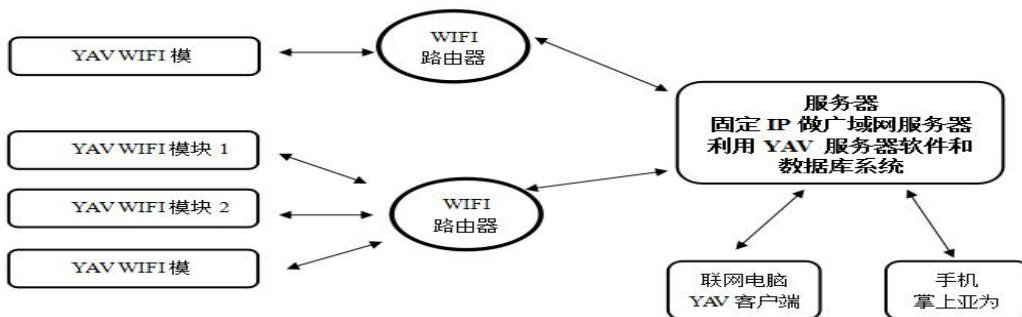 YAV WIFI 模
WIFI
路由器
服务器
固定 IP 做广域网服务器
利用 YAV 服务器软件和
数据库系统
YAV WIFI 模块 1
YAV WIFI 模块 2
YAV WIFI 模
WIFI
路由器
联网电脑
YAV 客户端
手机
掌上亚为